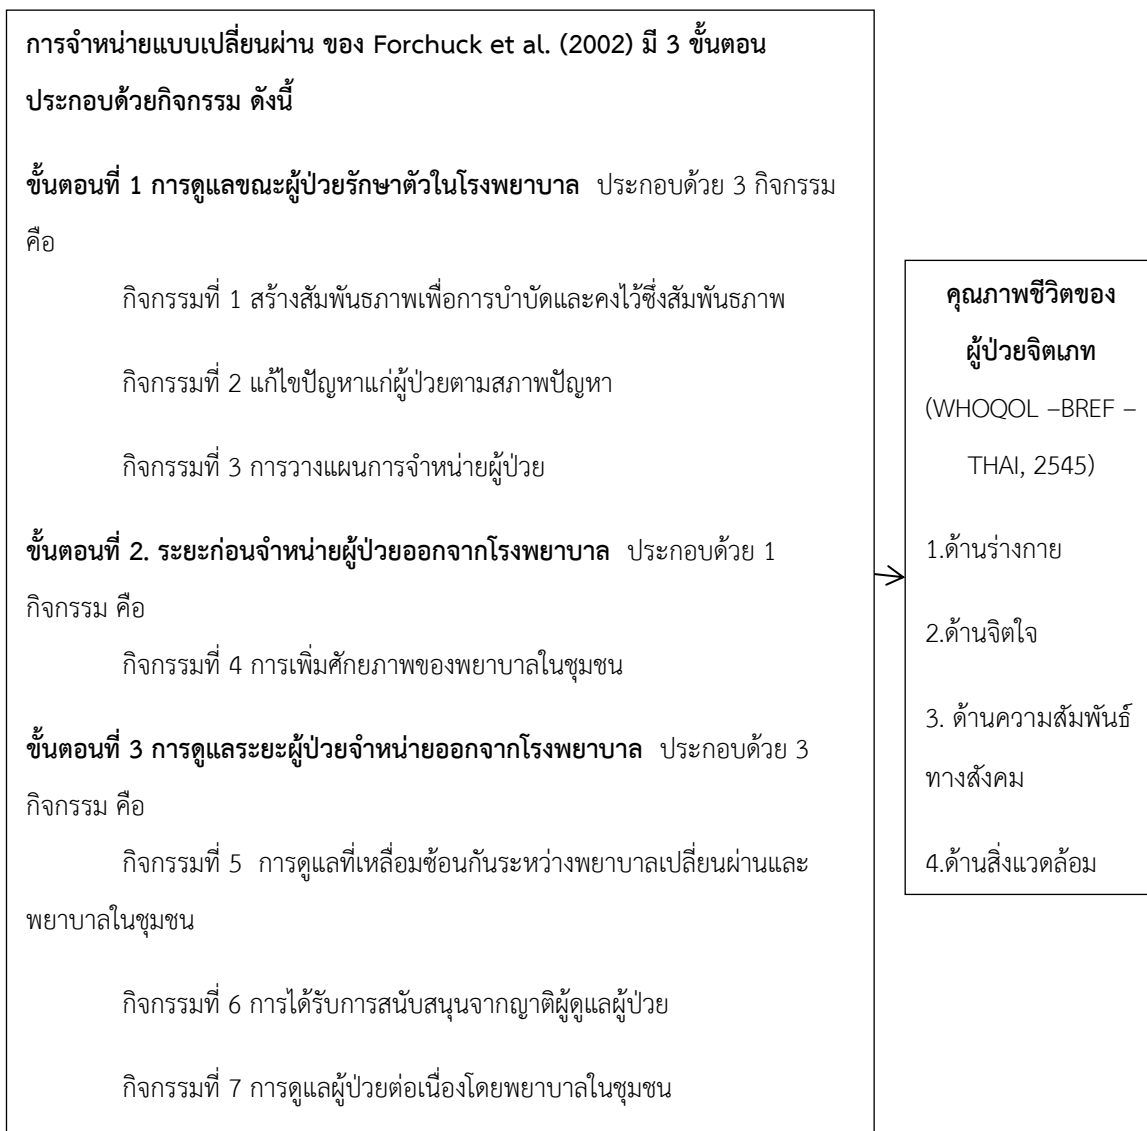 การจำหน่ายแบบเปลี่ยนผ่าน ของ Forchuck et al. (2002) มี 3 ขั้นตอน
ประกอบด้วยกิจกรรม ดังนี้
ขั้นตอนที่ 1 การดูแลขณะผู้ป่วยรักษาตัวในโรงพยาบาล ประกอบด้วย 3 กิจกรรม
คือ
กิจกรรมที่ 1 สร้างสัมพันธภาพเพื่อการบำบัดและคงไว้ซึ่งสัมพันธภาพ
กิจกรรมที่ 2 แก้ไขปัญหาแก่ผู้ป่วยตามสภาพปัญหา
กิจกรรมที่ 3 การวางแผนการจำหน่ายผู้ป่วย
ขั้นตอนที่ 2. ระยะก่อนจำหน่ายผู้ป่วยออกจากโรงพยาบาล ประกอบด้วย 1
กิจกรรม คือ
กิจกรรมที่ 4 การเพิ่มศักยภาพของพยาบาลในชุมชน
ขั้นตอนที่ 3 การดูแลระยะผู้ป่วยจำหน่ายออกจากโรงพยาบาล ประกอบด้วย 3
กิจกรรม คือ
กิจกรรมที่ 5 การดูแลที่เหลื่อมซ้อนกันระหว่างพยาบาลเปลี่ยนผ่านและ
พยาบาลในชุมชน
กิจกรรมที่ 6 การได้รับการสนับสนุนจากญาติผู้ดูแลผู้ป่วย
กิจกรรมที่ 7 การดูแลผู้ป่วยต่อเนื่องโดยพยาบาลในชุมชน
คุณภาพชีวิตของ
ผู้ป่วยจิตเภท
(WHOQOL –BREF –
THAI, 2545)
1.ด้านร่างกาย
2.ด้านจิตใจ
3. ด้านความสัมพันธ์
ทางสังคม
4.ด้านสิ่งแวดล้อม